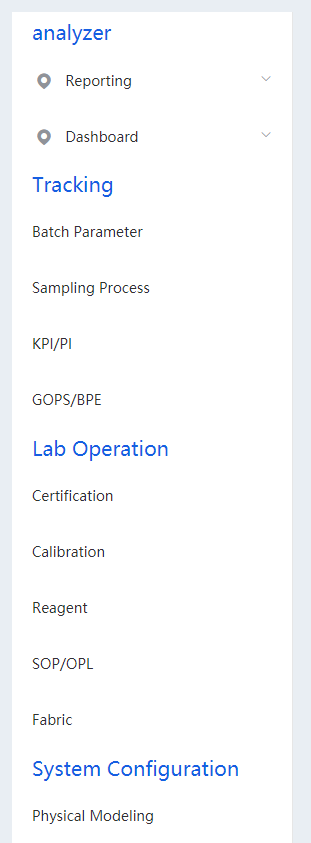 analyzer
Reporting
Dashboard
Tracking
Batch Parameter
Sampling Process
KPI/PI
GOPS/BPE
Lab Operation
Certification
Calibration
Reagent
SOP/OPL
Fabric
System Configuration
Physical Modeling